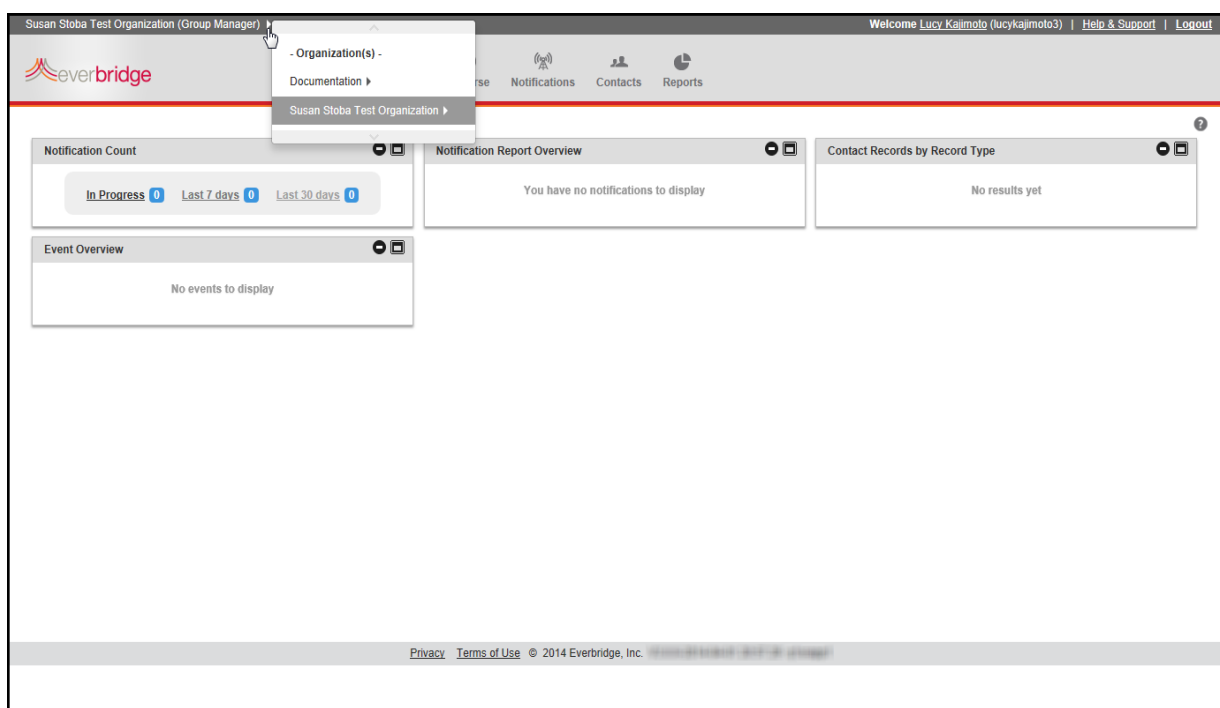 Susan Stoba Test Organization (Group Manager)
Welcome Lucy Kajimoto (lucykajimoto3) | Help & Support | Logout
- Organization(s) -
Documentation
Susan Stoba Test Organization
everbridge
rse Notifications Contacts Reports
Notification Count
In Progress 0 Last 7 days 0 Last 30 days 0
Notification Report Overview
You have no notifications to display
Contact Records by Record Type
No results yet
Event Overview
No events to display
Privacy Terms of Use © 2014 Everbridge, Inc.